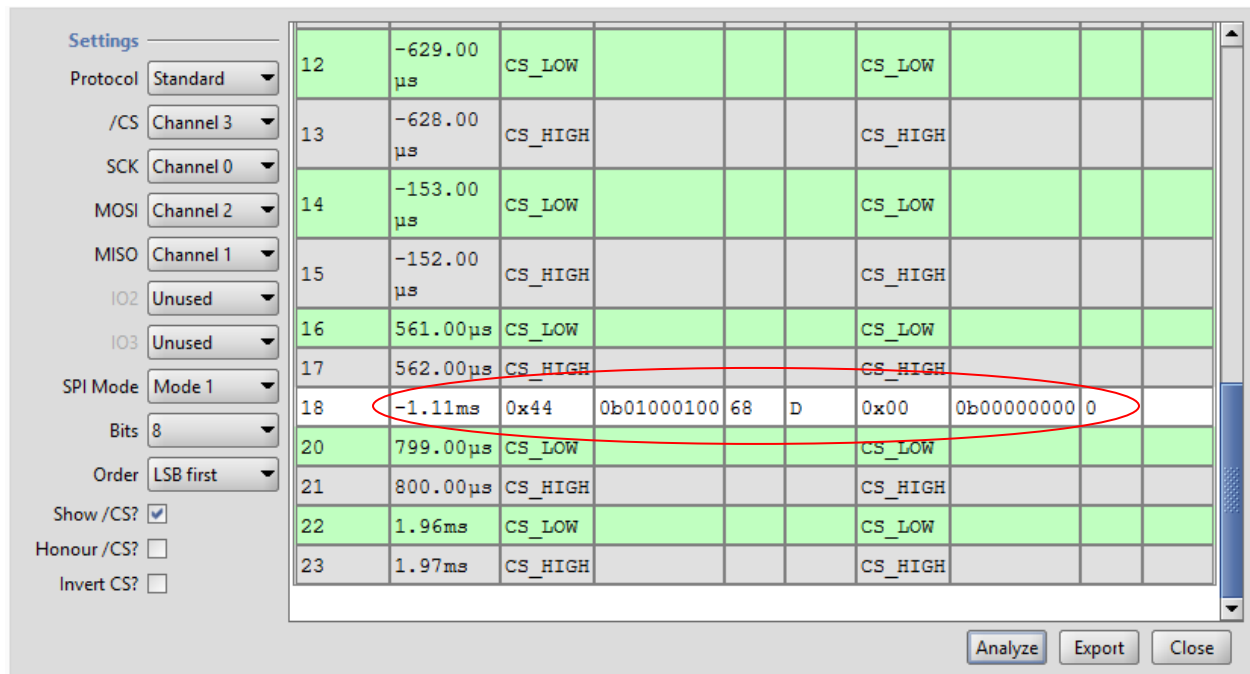 Settings
Protocol Standard
/CS Channel 3
SCK Channel 0
MOSI Channel 2
MISO Channel 1
IO2 Unused
IO3 Unused
SPI Mode Mode 1
Bits 8
Order LSB first
Show /CS?
Honour /CS?
Invert CS?
12 -629.00 µs CS_LOW CS_LOW
13 -628.00 µs CS_HIGH CS_HIGH
14 -153.00 µs CS_LOW CS_LOW
15 -152.00 µs CS_HIGH CS_HIGH
16 561.00µs CS_LOW CS_LOW
17 562.00µs CS_HIGH CS_HIGH
18 -1.11ms 0x44 0b01000100 68 D 0x00 0b00000000 0
20 799.00µs CS_LOW CS_LOW
21 800.00µs CS_HIGH CS_HIGH
22 1.96ms CS_LOW CS_LOW
23 1.97ms CS_HIGH CS_HIGH
Analyze Export Close